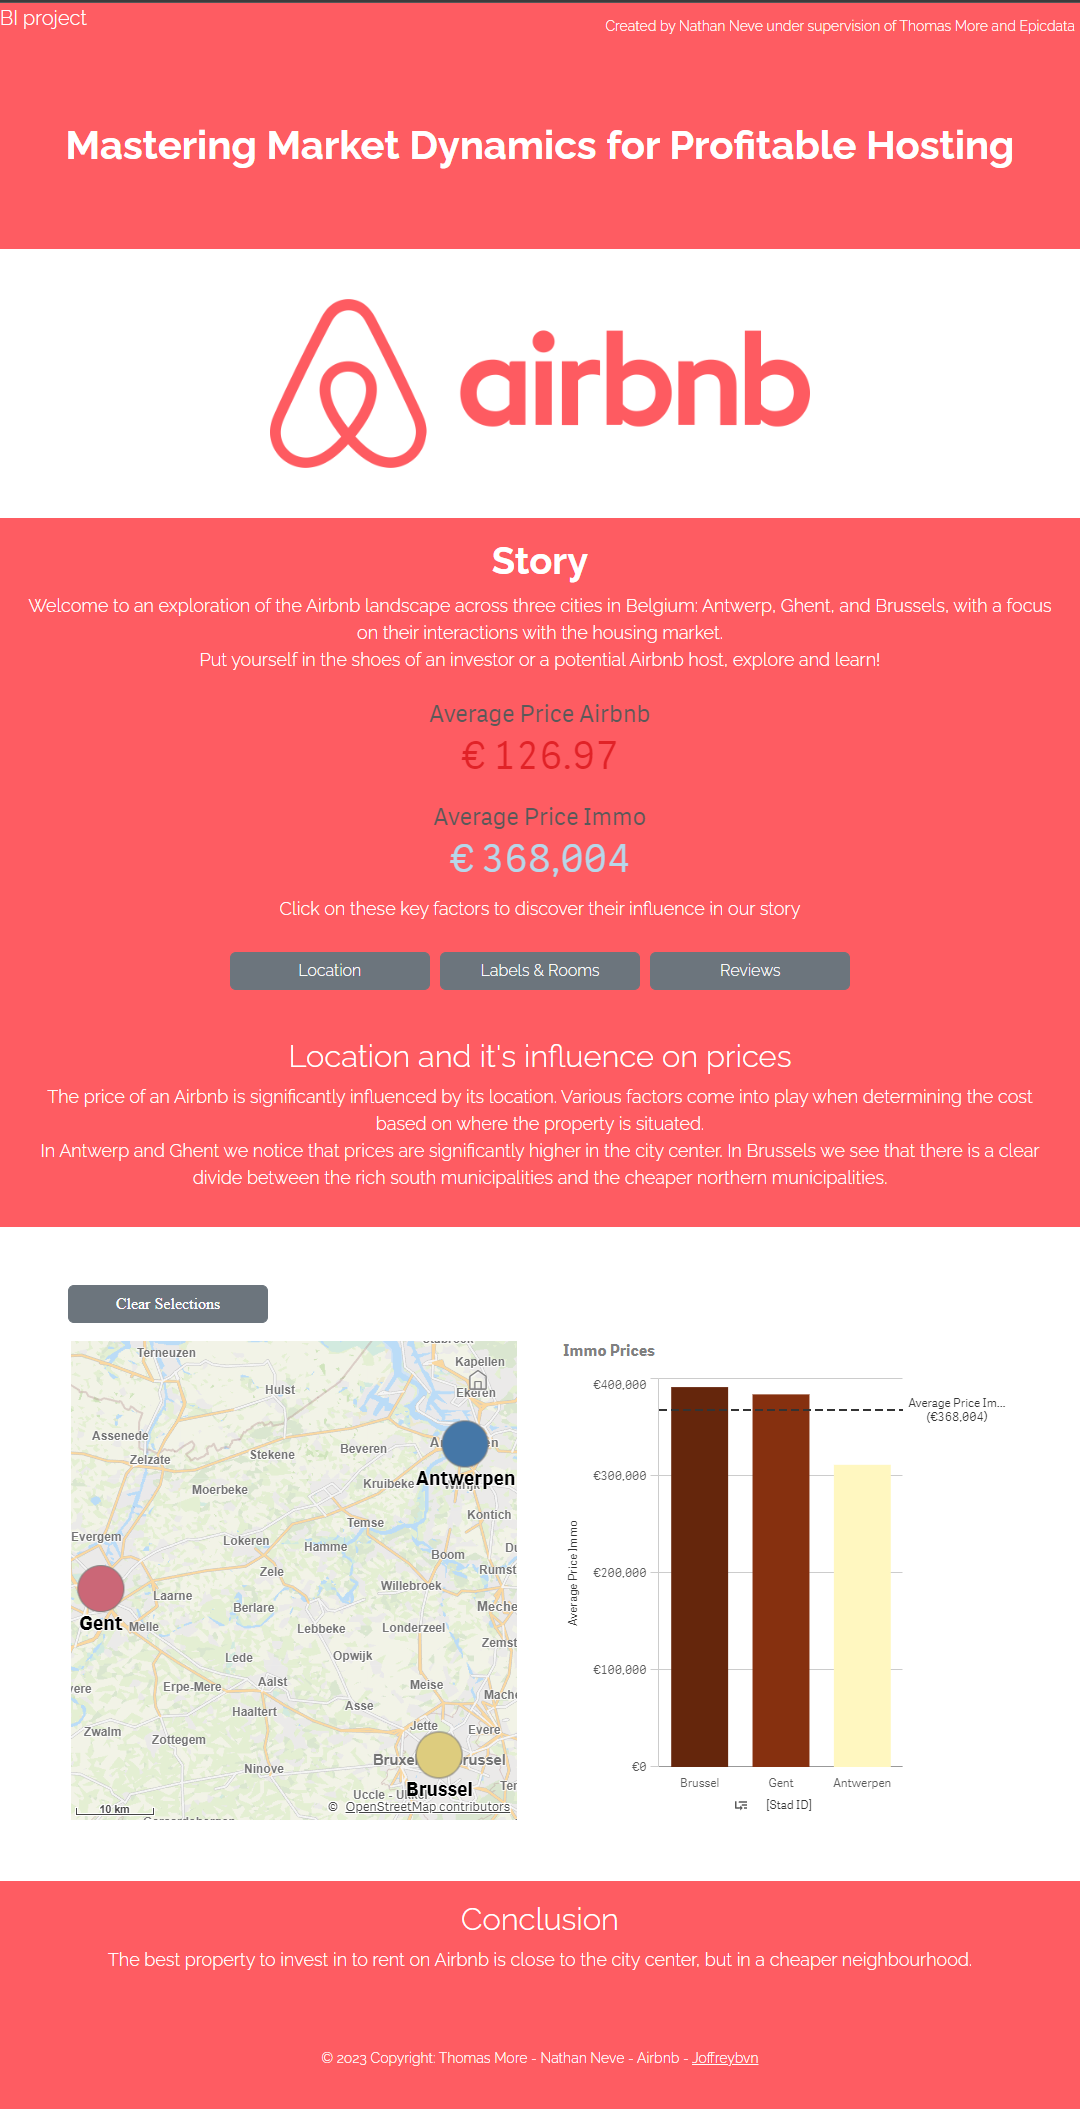 BI project
Created by Nathan Neve under supervision of Thomas More and Epicdata
Mastering Market Dynamics for Profitable Hosting
airbnb
Story
Welcome to an exploration of the Airbnb landscape across three cities in Belgium: Antwerp, Ghent, and Brussels, with a focus
on their interactions with the housing market.
Put yourself in the shoes of an investor or a potential Airbnb host, explore and learn!
Average Price Airbnb
€ 126.97
Average Price Immo
€ 368,004
Click on these key factors to discover their influence in our story
Location
Labels & Rooms
Reviews
Location and it's influence on prices
The price of an Airbnb is significantly influenced by its location. Various factors come into play when determining the cost
based on where the property is situated.
In Antwerp and Ghent we notice that prices are significantly higher in the city center. In Brussels we see that there is a clear
divide between the rich south municipalities and the cheaper northern municipalities.
Clear Selections
Terneuzen
Kapellen
Hulst
Ekeren
Assenede
Beveren
Zelzate
Stekene
Antwerpen
Kruibeke
Moerbeke
Kontich
Temse
Evergem
Lokeren
Hamme
Boom
Rumst
Zele
Willebroek
Laarne
Berlare
Meche
Gent
Melle
Lebbeke
Londerzeel
Zemst
Opwijk
Lede
Aalst
Meise
Erpe-Mere
Haaltert
Asse
Zwalm
Jette
Evere
Zottegem
Ninove
Brussel
Uccle -
10 km
© OpenStreetMap contributors
Immo Prices
€400,000
Average Price Im...
(€368,004)
€300,000
€200,000
€100,000
€0
Average Price Immo
Brussel
Gent
Antwerpen
[Stad ID]
Conclusion
The best property to invest in to rent on Airbnb is close to the city center, but in a cheaper neighbourhood.
© 2023 Copyright: Thomas More - Nathan Neve - Airbnb - Joffreybvn